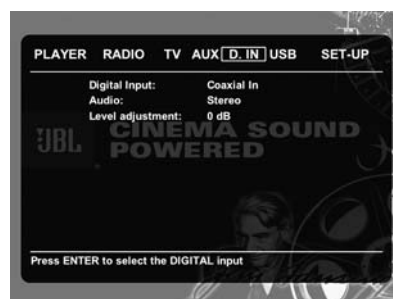 PLAYER RADIO TV AUX D. IN USB SET-UP
Digital Input: Coaxial In
Audio: Stereo
Level adjustment: 0 dB
JBL CINEMA SOUND
POWERED
Press ENTER to select the DIGITAL input